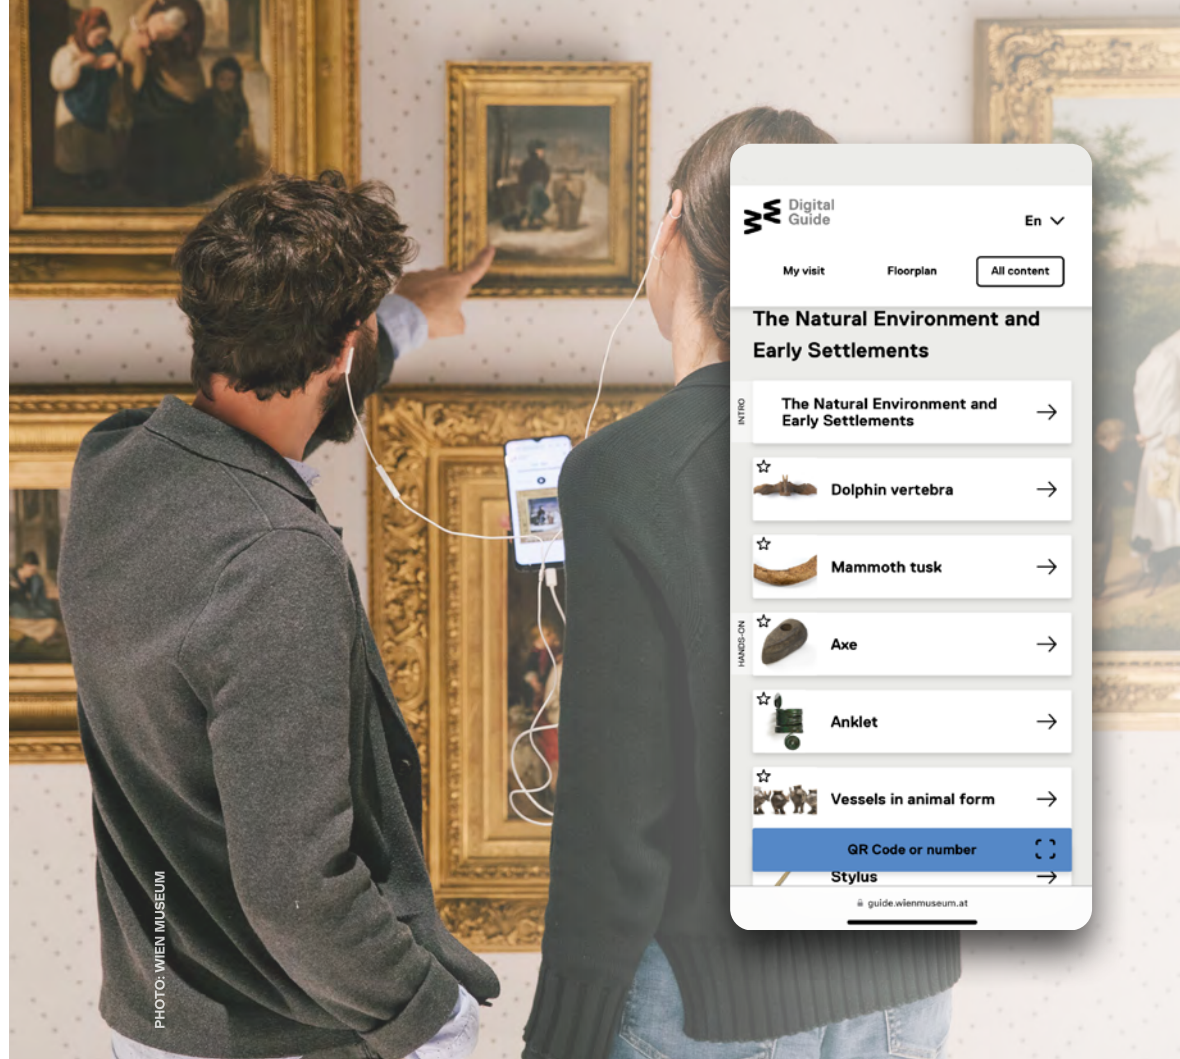 Digital
Guide
En
My visit
Floorplan
All content
The Natural Environment and
Early Settlements
INTRO
The Natural Environment and
Early Settlements
Dolphin vertebra
Mammoth tusk
HANDS-ON
Axe
Anklet
Vessels in animal form
QR Code or number
Stylus
guide.wienmuseum.at
PHOTO: WIEN MUSEUM